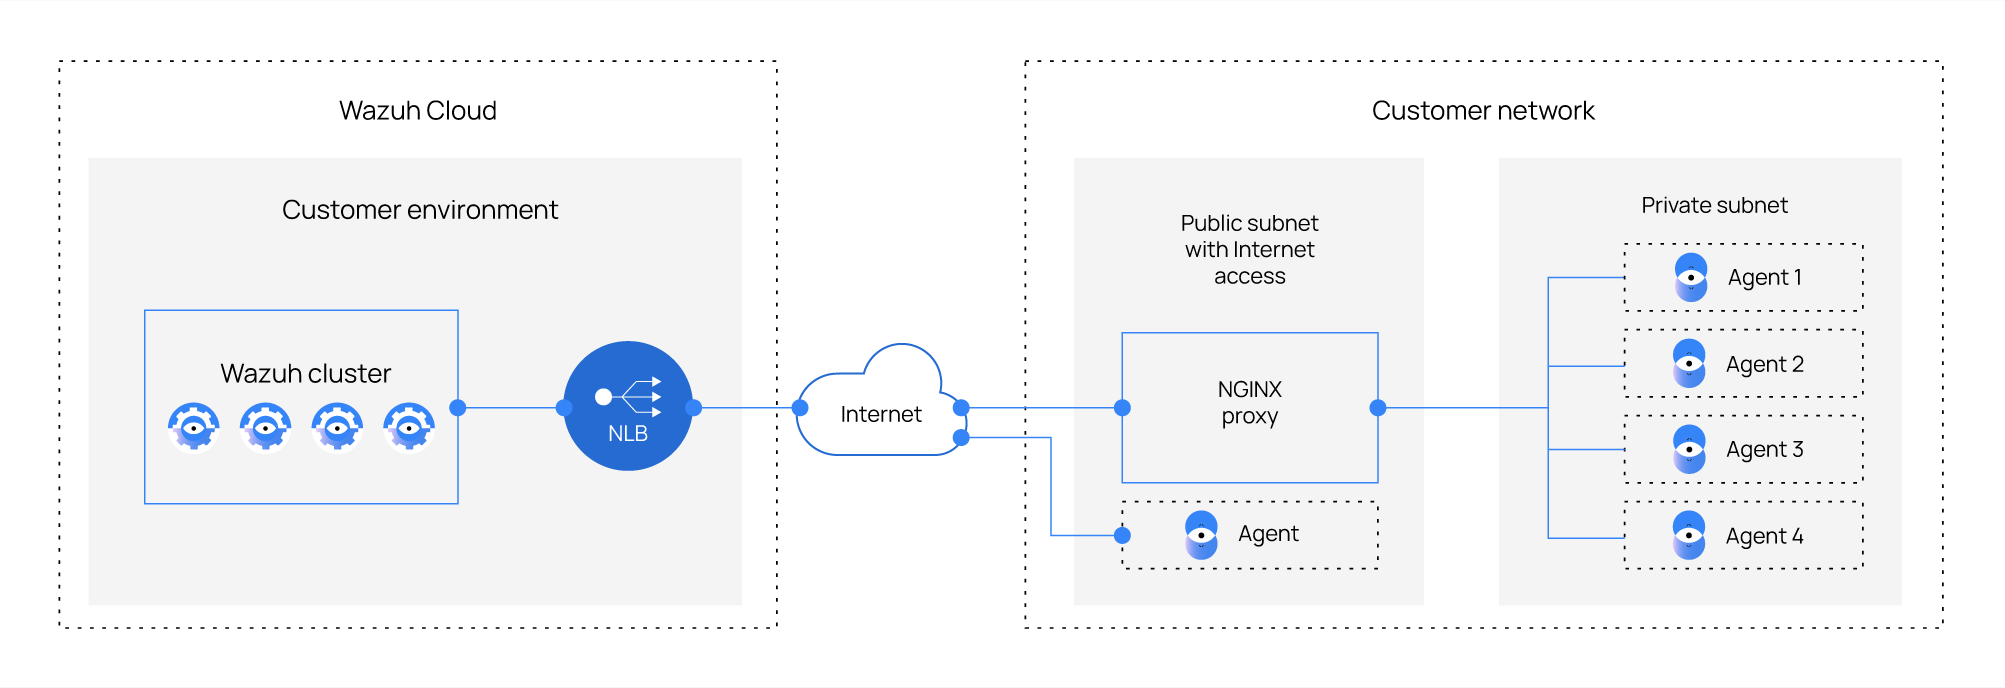 Wazuh Cloud
Customer environment
Wazuh cluster
NLB
Internet
Customer network
Public subnet
with Internet
access
NGINX
proxy
Agent
Private subnet
Agent 1
Agent 2
Agent 3
Agent 4